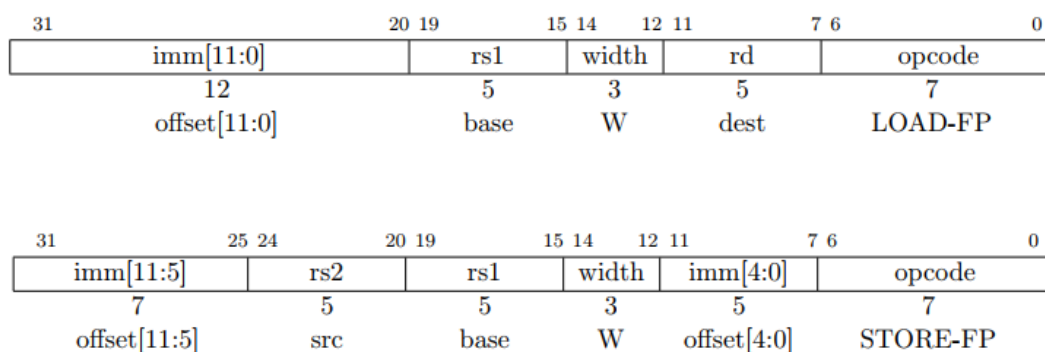 31 20 19 15 14 12 11 7 6 0
imm[11:0] rs1 width rd opcode
12 5 3 5 7
offset[11:0] base W dest LOAD-FP
31 25 24 20 19 15 14 12 11 7 6 0
imm[11:5] rs2 rs1 width imm[4:0] opcode
7 5 5 3 5 7
offset[11:5] src base W offset[4:0] STORE-FP